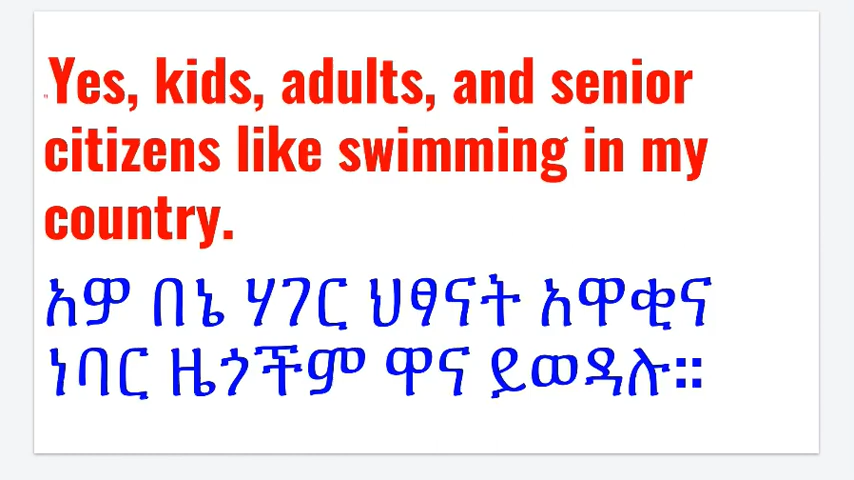 "Yes, kids, adults, and senior
citizens like swimming in my
country.
አዎ በኔ ሃገር ህፃናት አዋቂና
ነባር ዜጎችም ዋና ይወዳሉ።